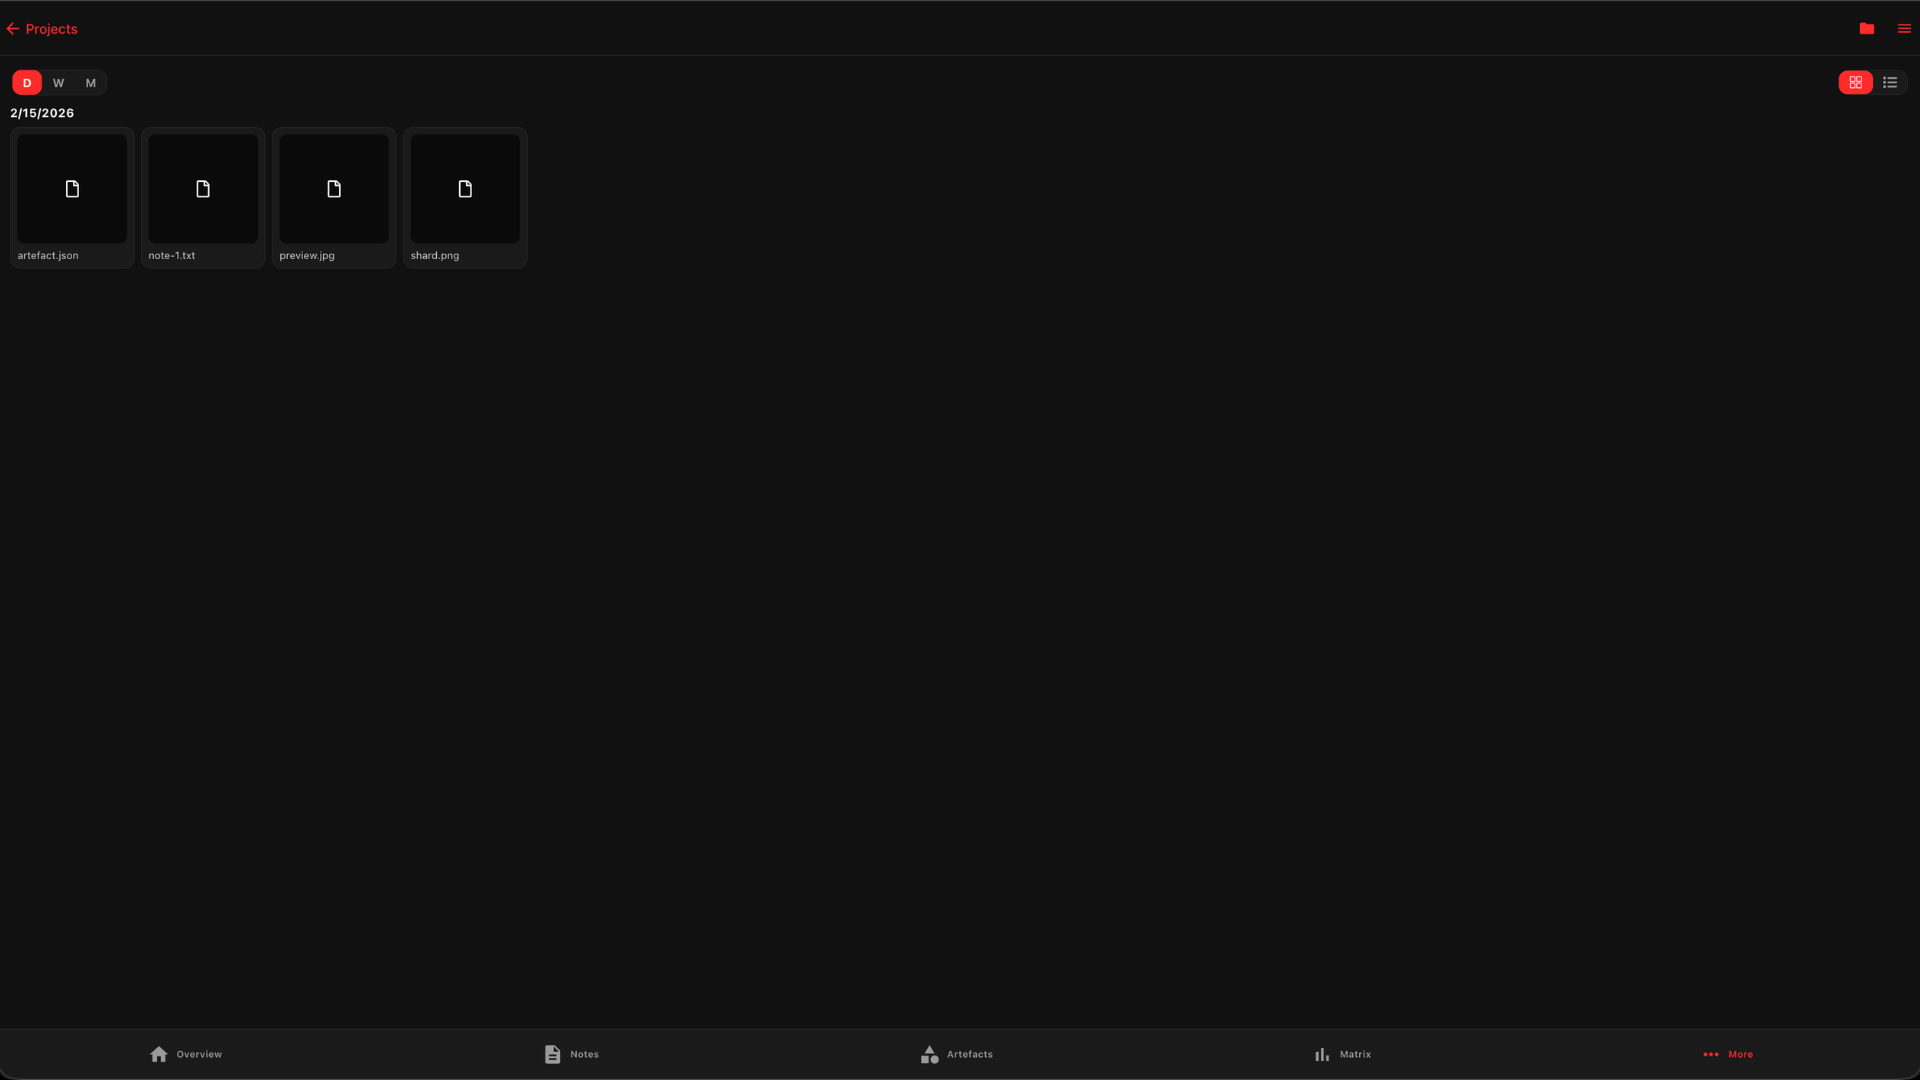 Projects
D W M
2/15/2026
artefact.json note-1.txt preview.jpg shard.png
Overview Notes Artefacts Matrix More